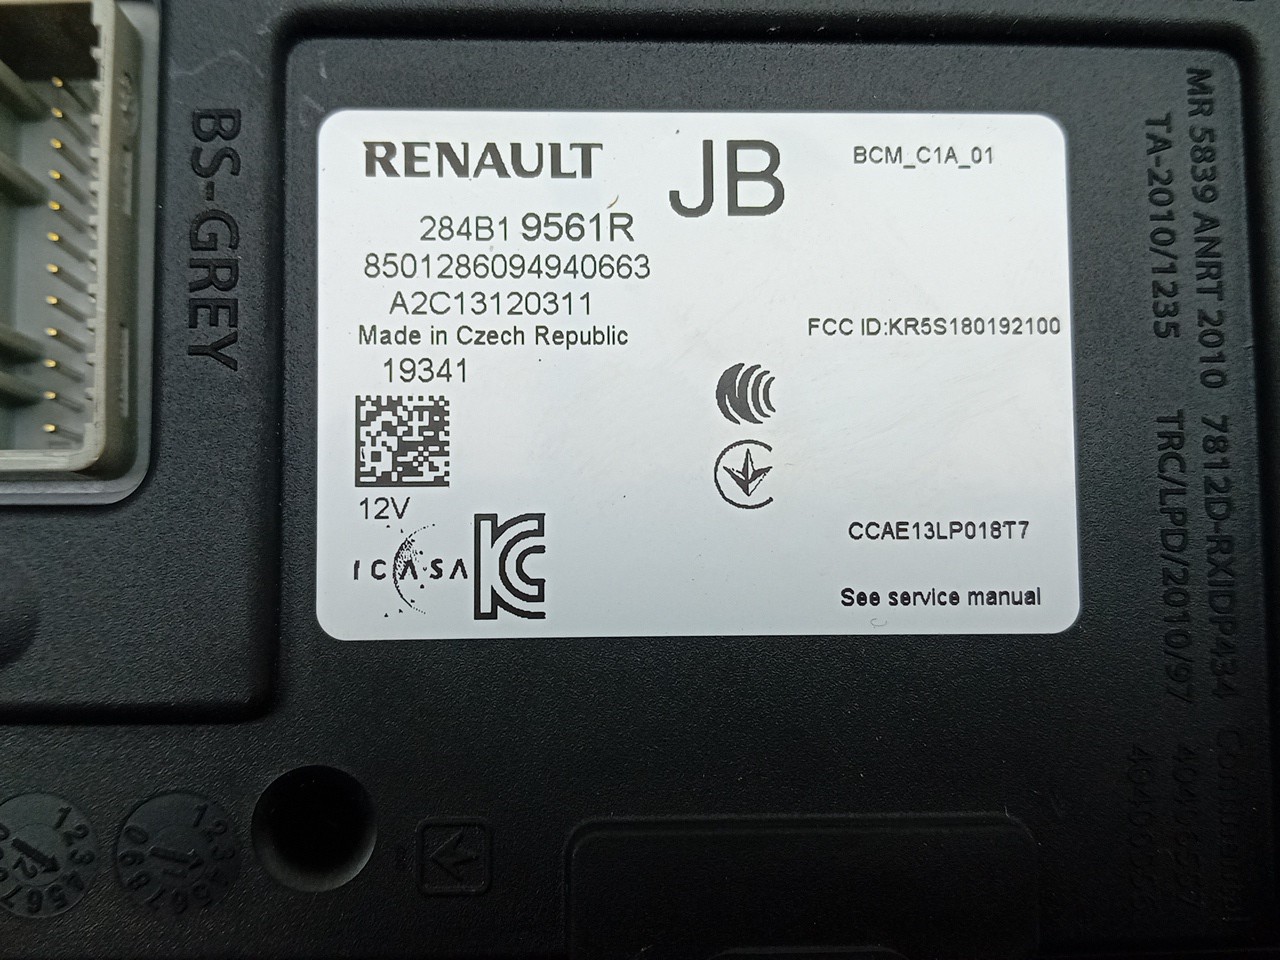 RENAULT
JB
BCM_C1A_01
284B1 9561R
8501286094940663
A2C13120311
Made in Czech Republic
19341
FCC ID:KR5S180192100
12V
ICASA
CCAE13LP018T7
See service manual
BS-GREY
MR 5839 ANRT 2010 7812D-RXIDP434 Continental
TA-2010/1235 TRC/LPD/2010/97